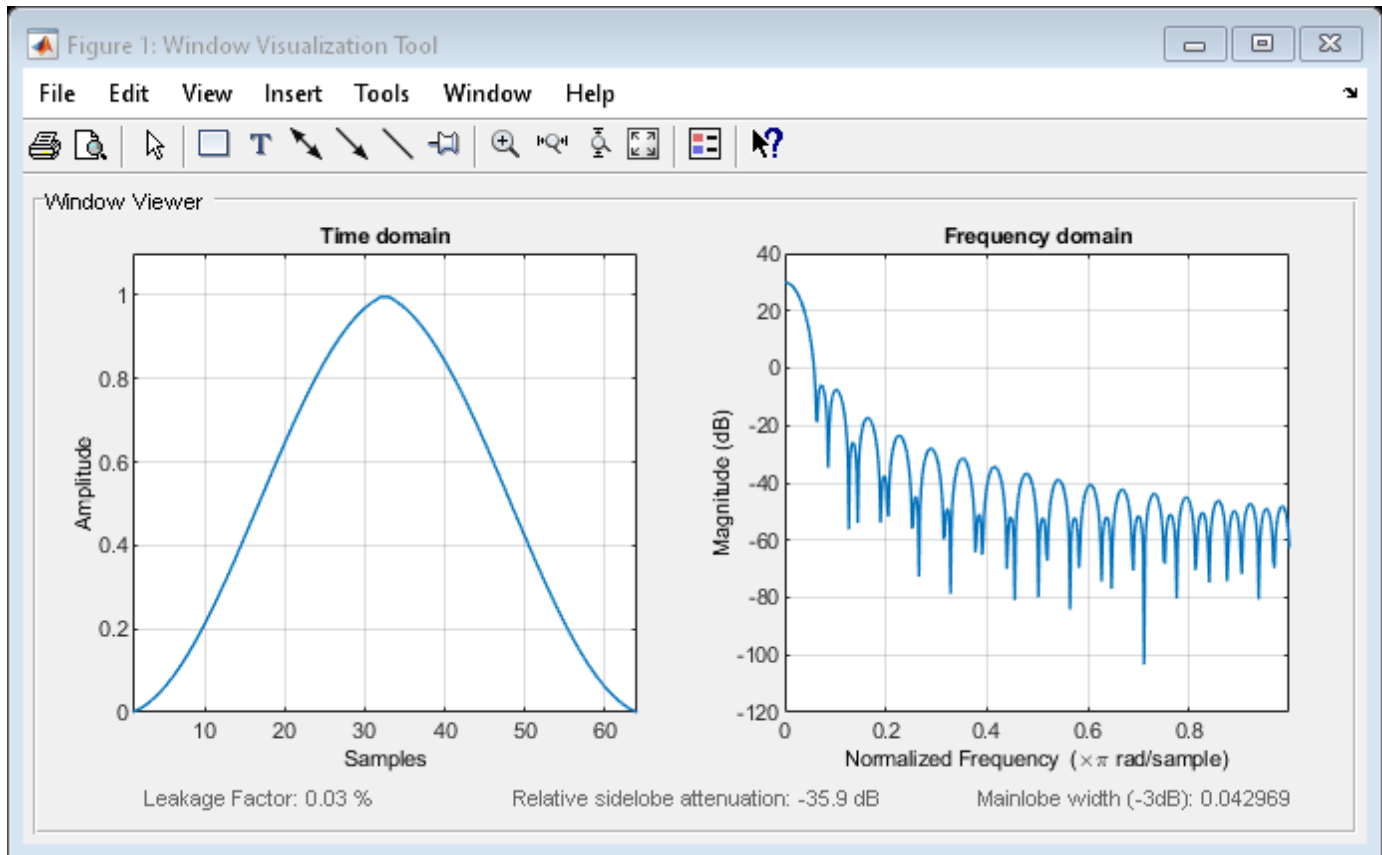 Figure 1: Window Visualization Tool
File Edit View Insert Tools Window Help
T ?
Window Viewer
Time domain
1
0.8
0.6
0.4
0.2
0
10 20 30 40 50 60
Amplitude
Samples
Frequency domain
40
20
0
-20
-40
-60
-80
-100
-120
0 0.2 0.4 0.6 0.8
Magnitude (dB)
Normalized Frequency (×π rad/sample)
Leakage Factor: 0.03 % Relative sidelobe attenuation: -35.9 dB Mainlobe width (-3dB): 0.042969